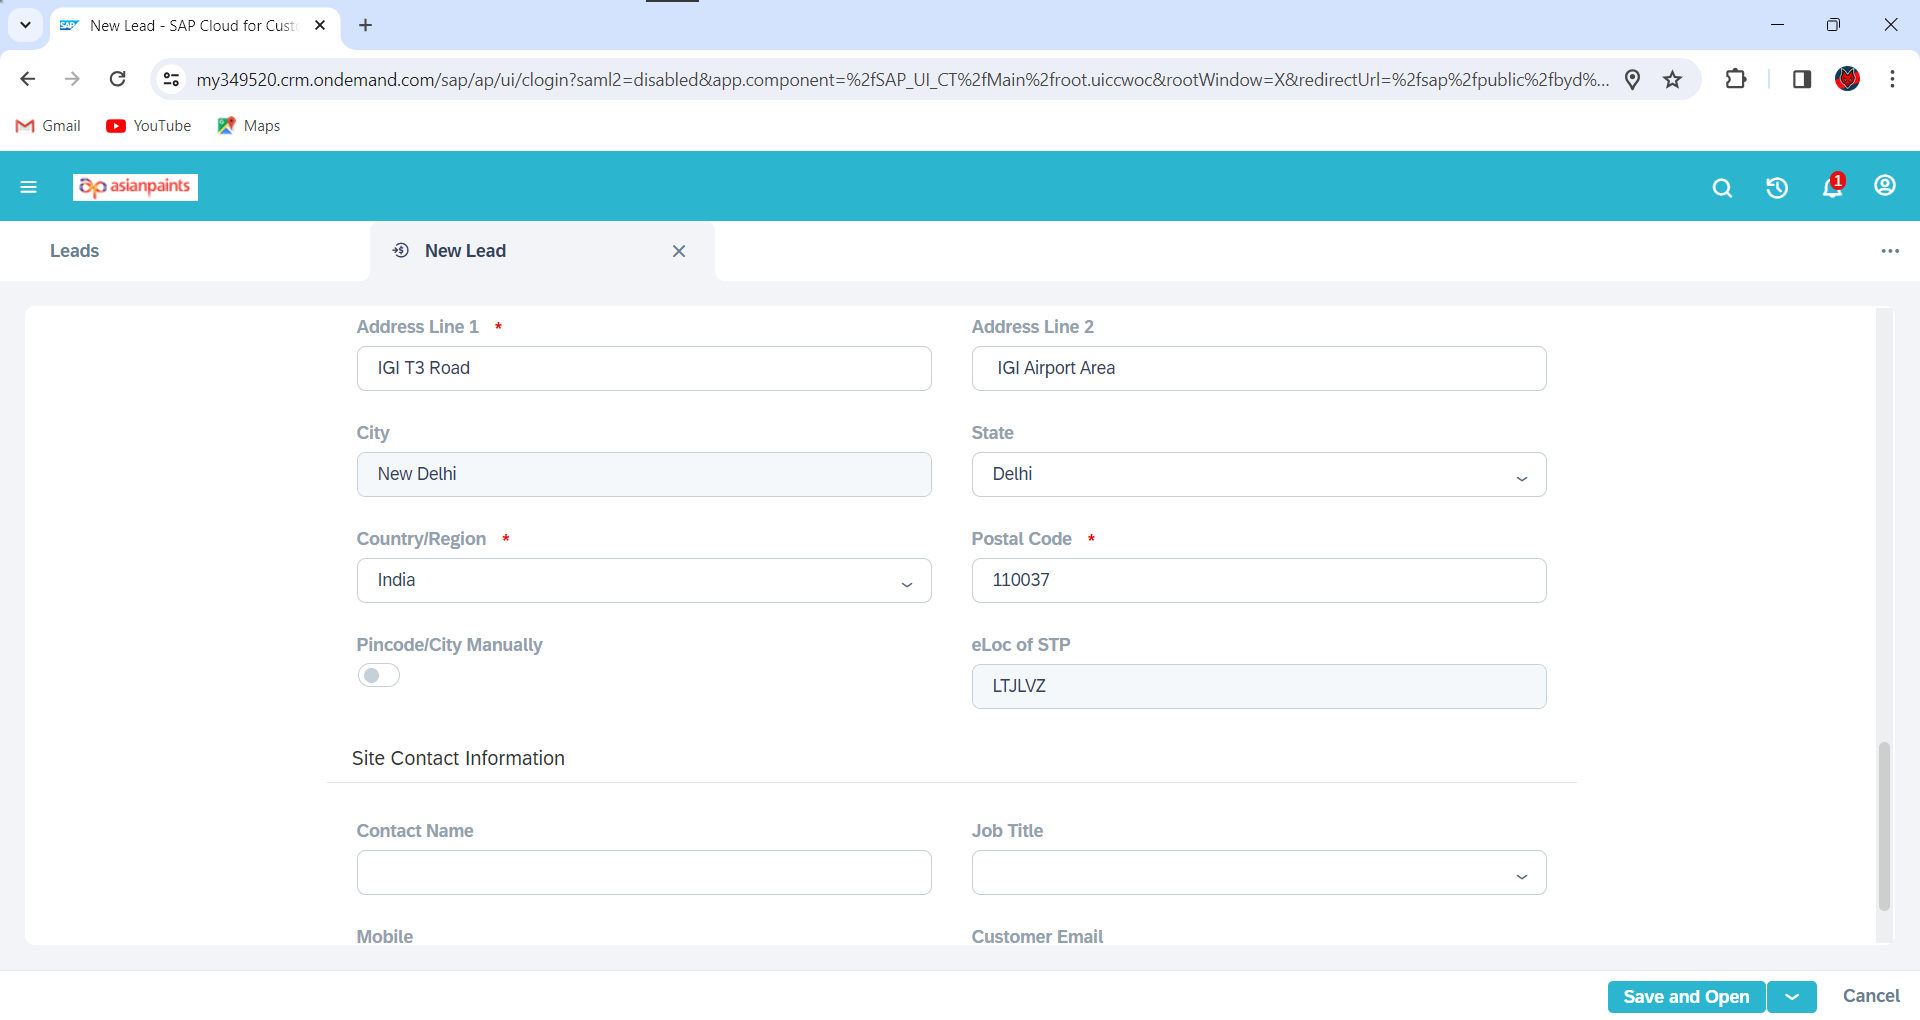 New Lead - SAP Cloud for Cust
my349520.crm.ondemand.com/sap/ap/ui/clogin?saml2=disabled&app.component=%2fSAP_UI_CT%2fMain%2froot.uiccwoc&rootWindow=X&redirectUrl=%2fsap%2fpublic%2fbyd%...
Gmail YouTube Maps
asianpaints 1
Leads New Lead
Address Line 1 * Address Line 2
IGI T3 Road IGI Airport Area
City State
New Delhi Delhi
Country/Region * Postal Code *
India 110037
Pincode/City Manually eLoc of STP
LTJLVZ
Site Contact Information
Contact Name Job Title
Mobile Customer Email
Save and Open Cancel